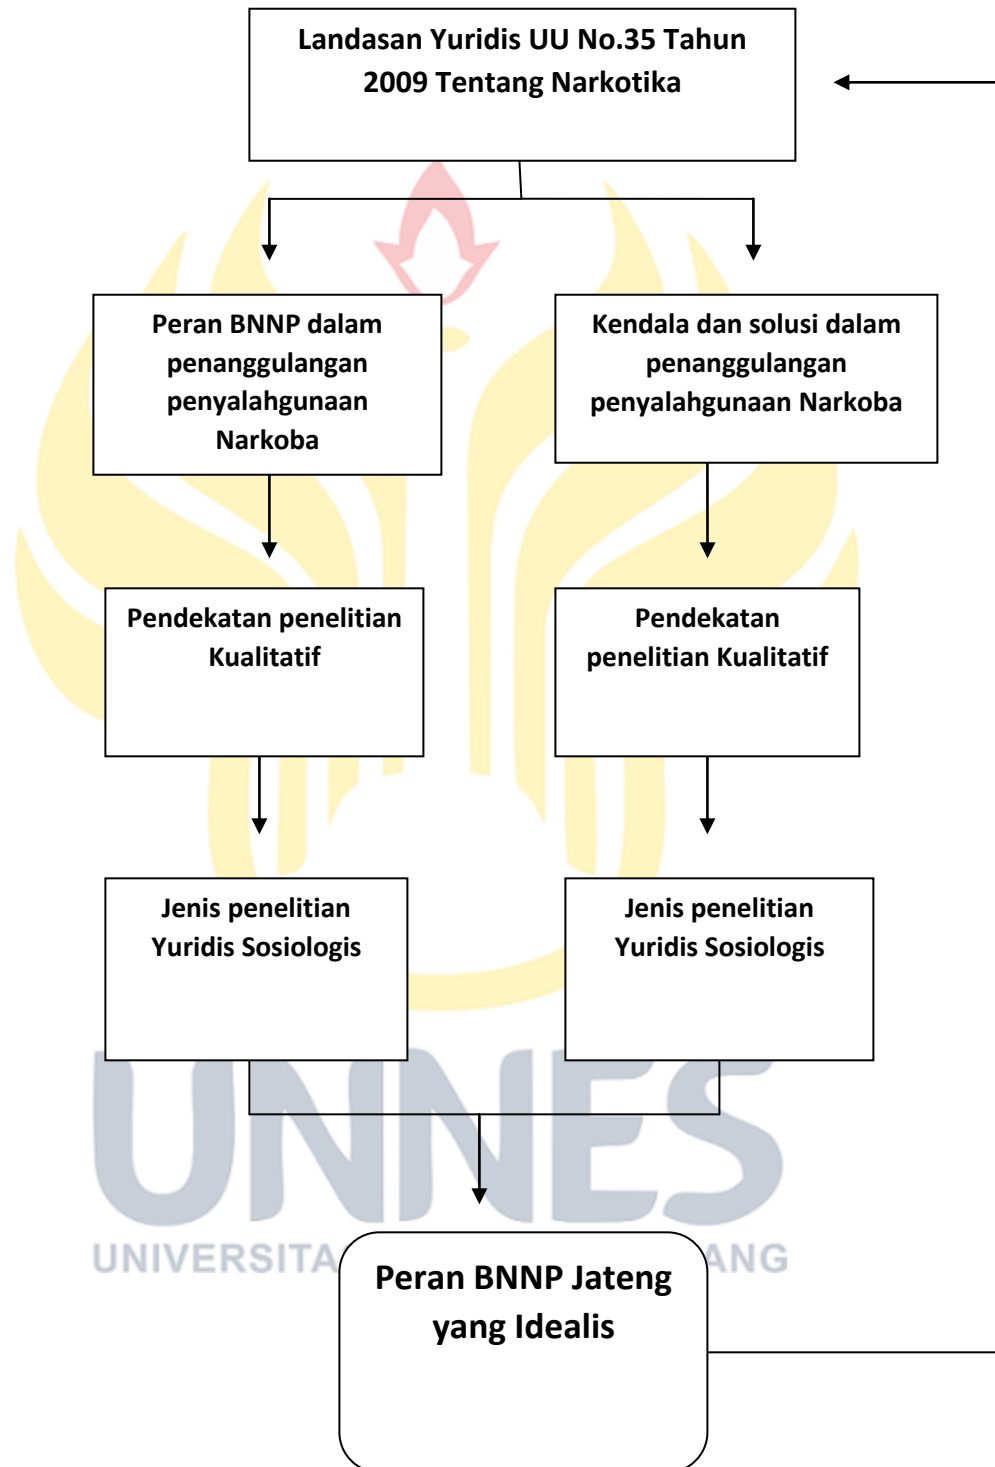 Landasan Yuridis UU No.35 Tahun
2009 Tentang Narkotika
Peran BNNP dalam
penanggulangan
penyalahgunaan
Narkoba
Kendala dan solusi dalam
penanggulangan
penyalahgunaan Narkoba
Pendekatan penelitian
Kualitatif
Pendekatan
penelitian Kualitatif
Jenis penelitian
Yuridis Sosiologis
Jenis penelitian
Yuridis Sosiologis
UNNES
UNIVERSITA ANG
Peran BNNP Jateng
yang Idealis